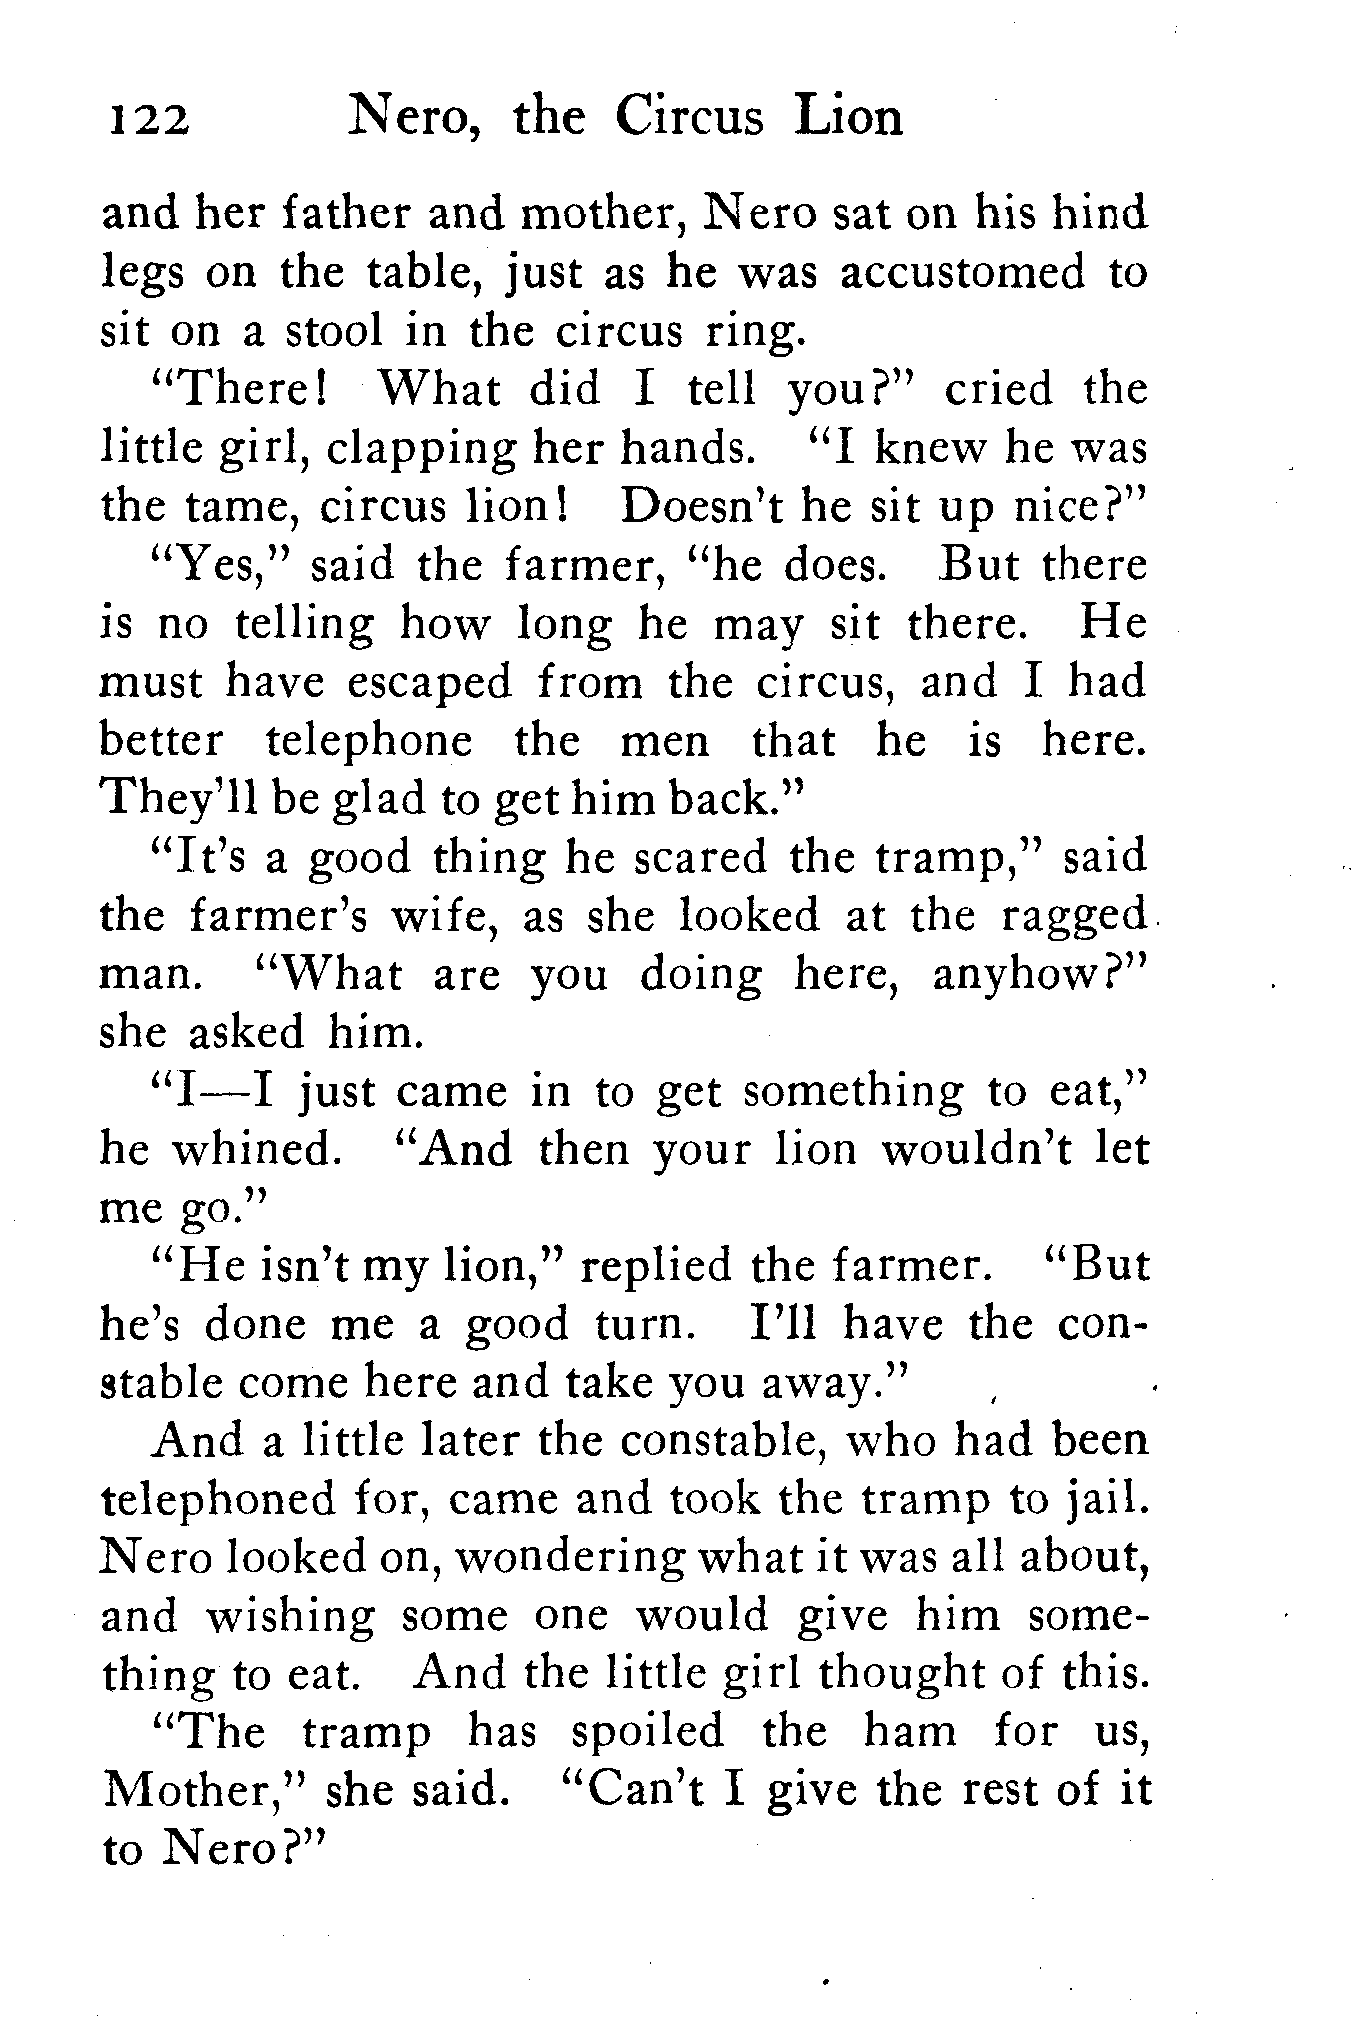 122 Nero, the Circus Lion
and her father and mother, Nero sat on his hind
legs on the table, just as he was accustomed to
sit on a stool in the circus ring.
“There! What did I tell you?” cried the
little girl, clapping her hands. “I knew he was
the tame, circus lion! Doesn’t he sit up nice?”
“Yes,” said the farmer, “he does. But there
is no telling how long he may sit there. He
must have escaped from the circus, and I had
better telephone the men that he is here.
They’ll be glad to get him back.”
“It’s a good thing he scared the tramp,” said
the farmer’s wife, as she looked at the ragged
man. “What are you doing here, anyhow?”
she asked him.
“I—I just came in to get something to eat,”
he whined. “And then your lion wouldn’t let
me go.”
“He isn’t my lion,” replied the farmer. “But
he’s done me a good turn. I’ll have the con-
stable come here and take you away.”
And a little later the constable, who had been
telephoned for, came and took the tramp to jail.
Nero looked on, wondering what it was all about,
and wishing some one would give him some-
thing to eat. And the little girl thought of this.
“The tramp has spoiled the ham for us,
Mother,” she said. “Can’t I give the rest of it
to Nero?”